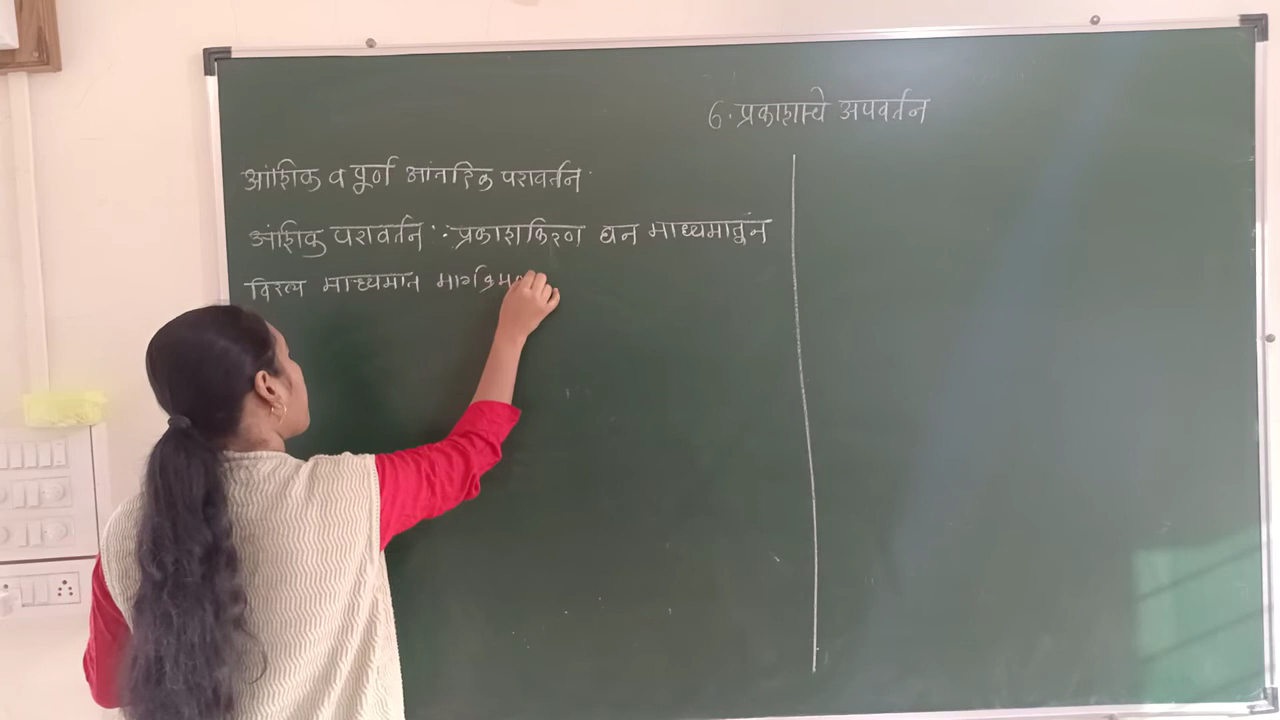 6. प्रकाशाचे अपवर्तन
आंशिक व पूर्ण आंतरिक परावर्तन
आंशिक परावर्तन :- प्रकाशकिरण घन माध्यमातून
विरल माध्यमात